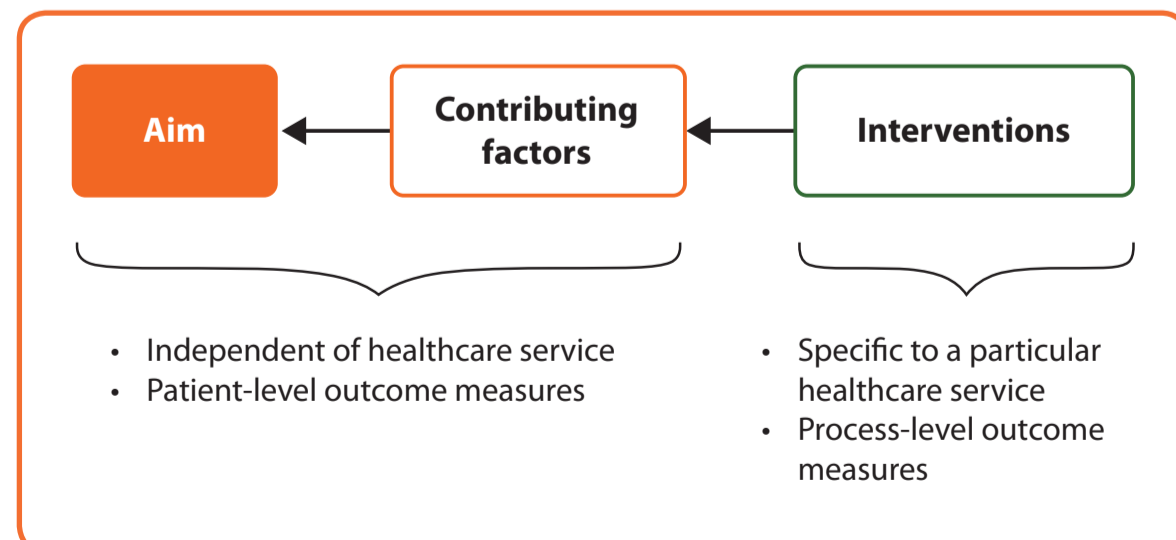 Aim
Contributing
factors
Interventions
• Independent of healthcare service
• Patient-level outcome measures
• Specific to a particular
healthcare service
• Process-level outcome
measures